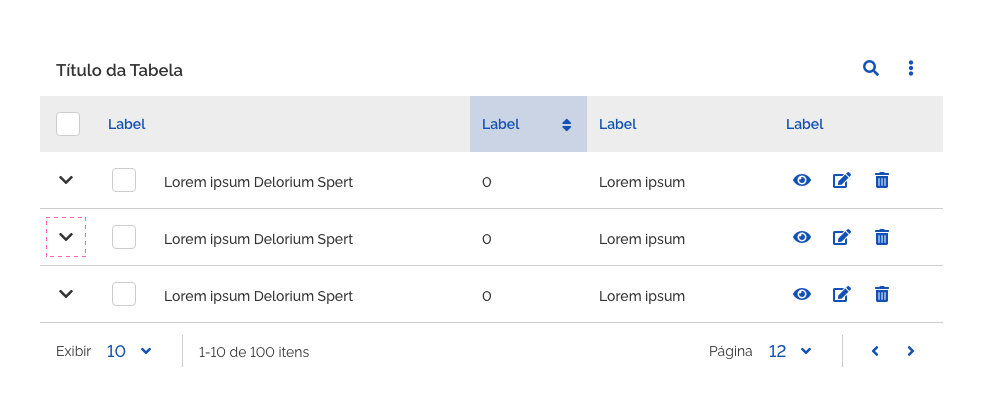 Título da Tabela
Label Label Label Label
Lorem ipsum Delorium Spert 0 Lorem ipsum
Lorem ipsum Delorium Spert 0 Lorem ipsum
Lorem ipsum Delorium Spert 0 Lorem ipsum
Exibir 10 1-10 de 100 itens Página 12